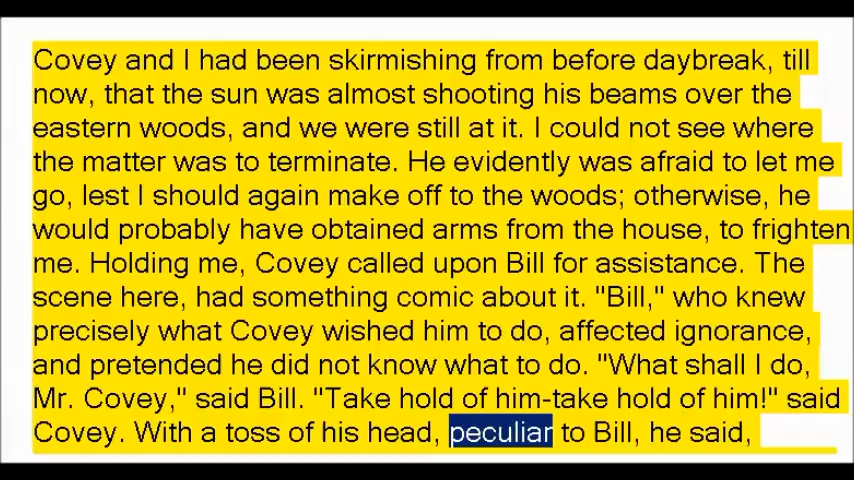 Covey and I had been skirmishing from before daybreak, till
now, that the sun was almost shooting his beams over the
eastern woods, and we were still at it. I could not see where
the matter was to terminate. He evidently was afraid to let me
go, lest I should again make off to the woods; otherwise, he
would probably have obtained arms from the house, to frighten
me. Holding me, Covey called upon Bill for assistance. The
scene here, had something comic about it. "Bill," who knew
precisely what Covey wished him to do, affected ignorance,
and pretended he did not know what to do. "What shall I do,
Mr. Covey," said Bill. "Take hold of him-take hold of him!" said
Covey. With a toss of his head, peculiar to Bill, he said,